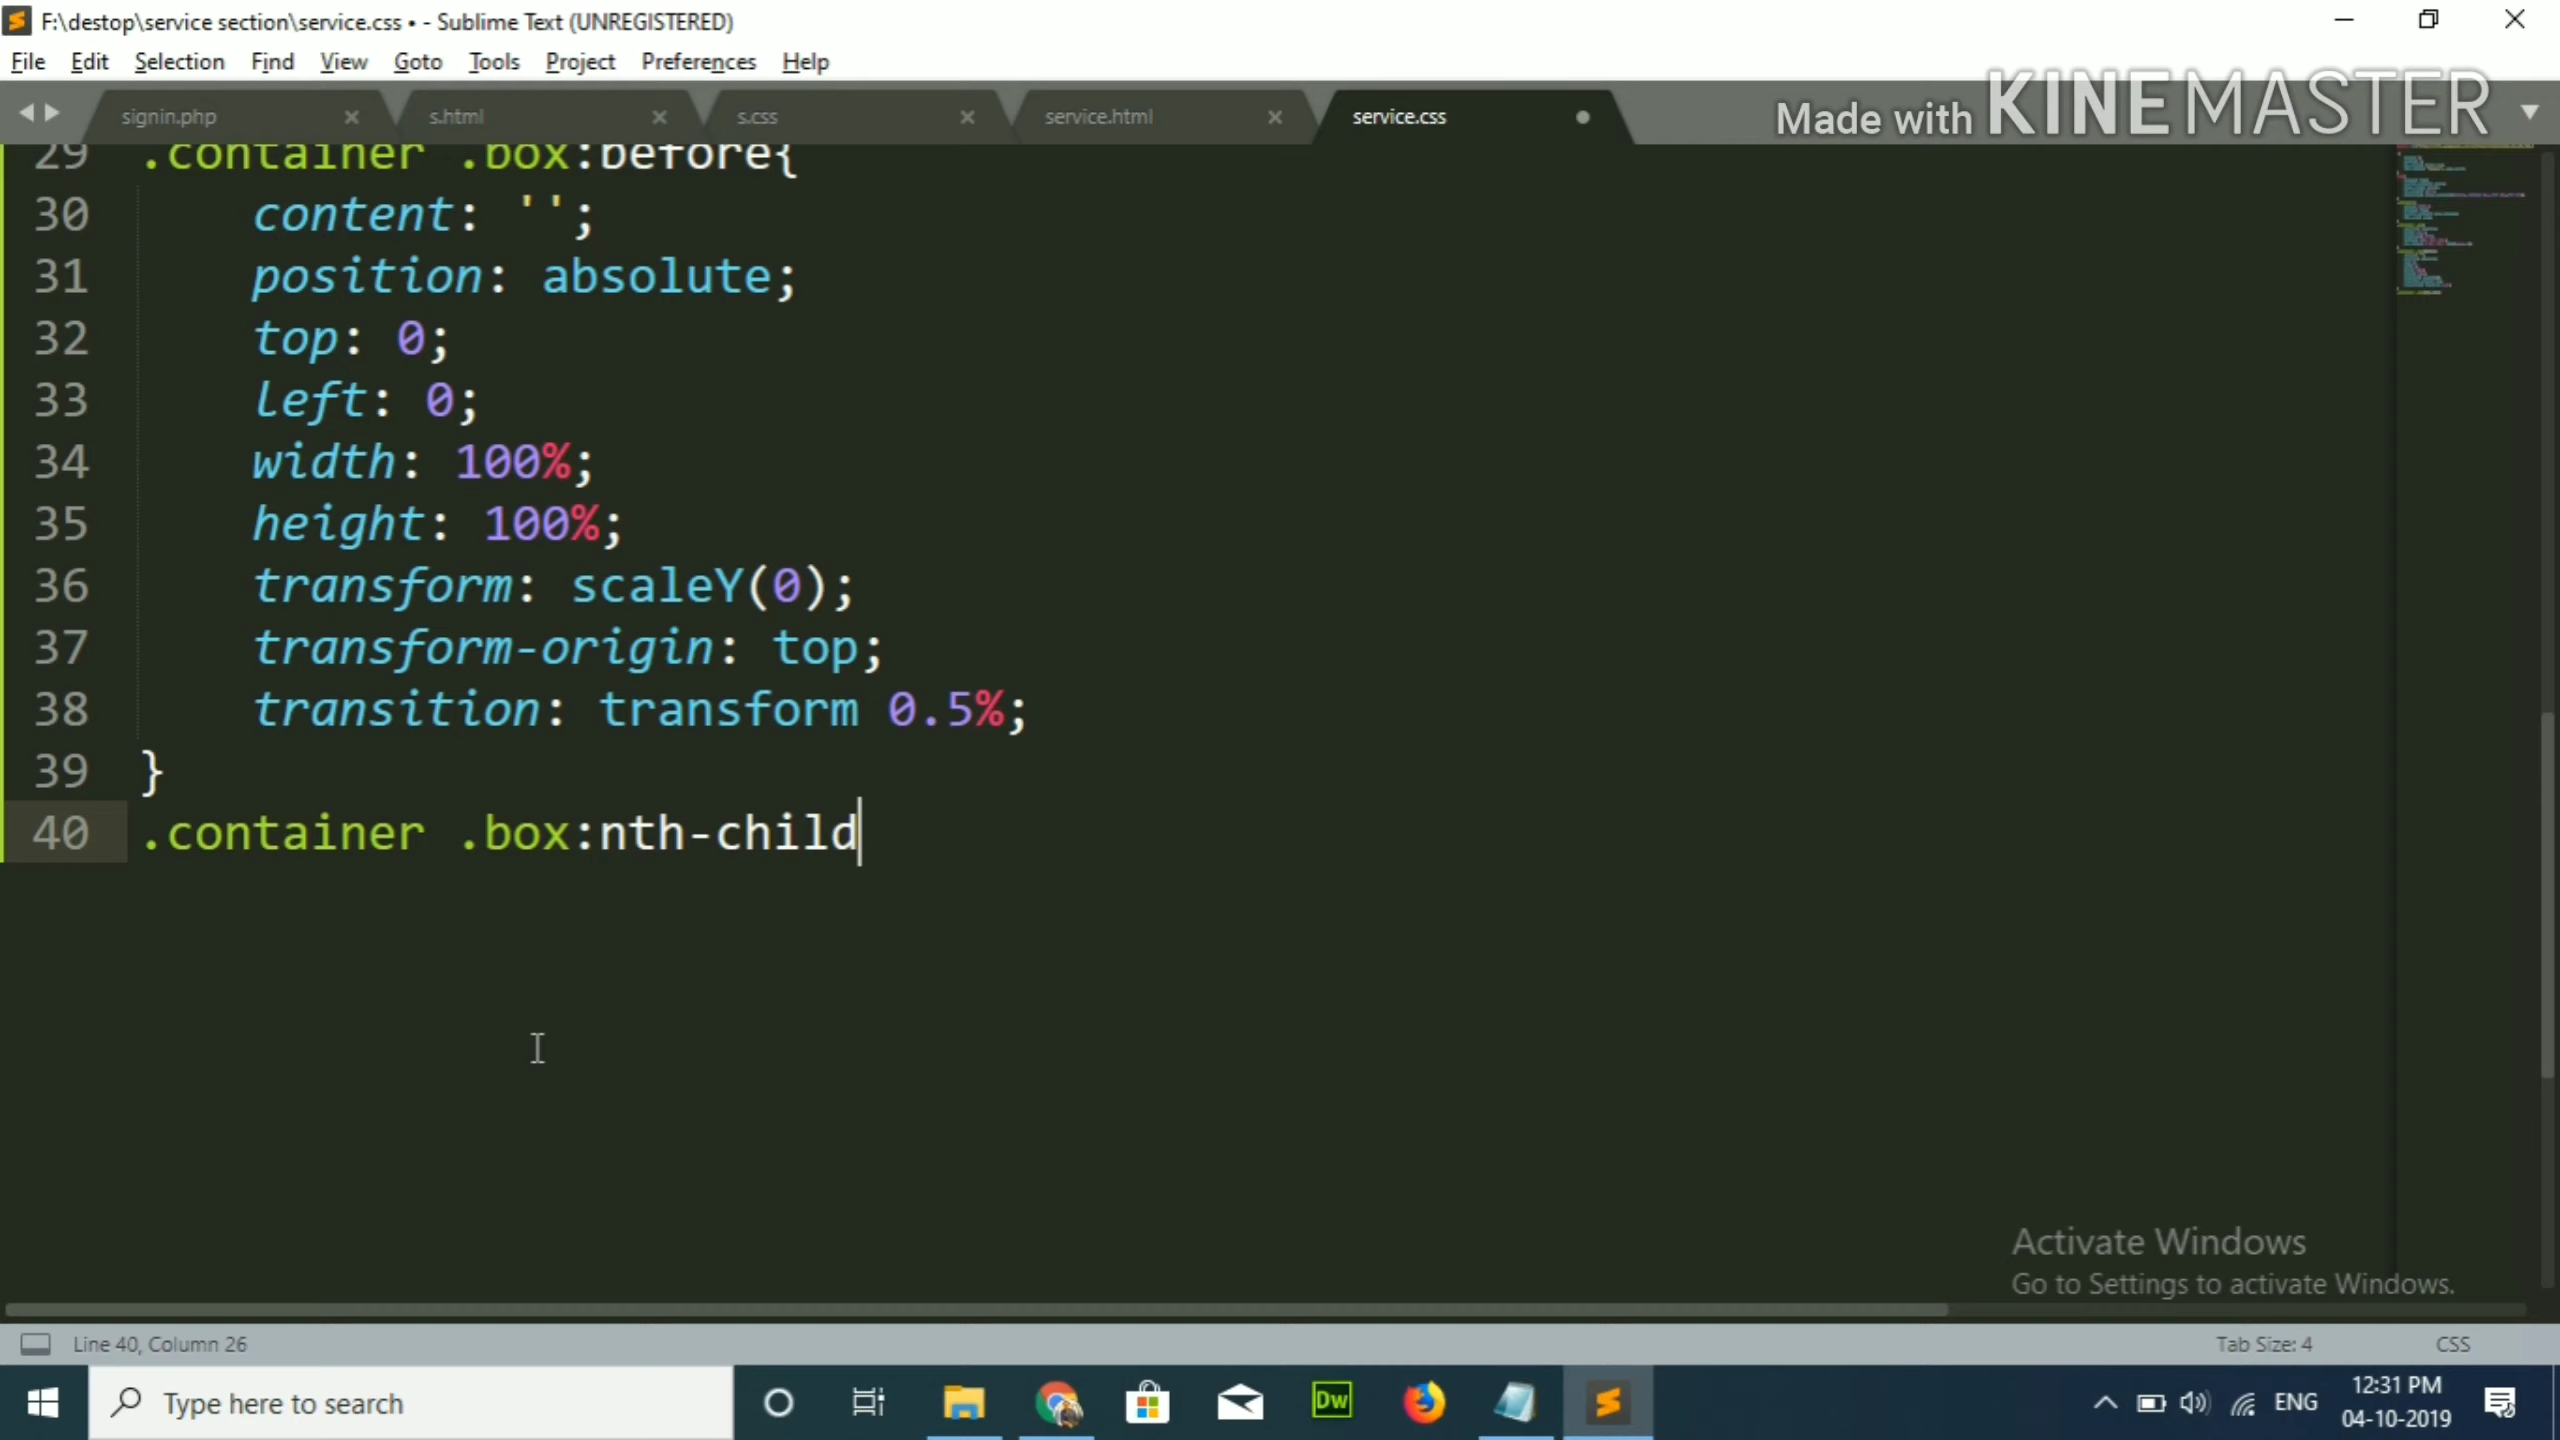 F:\destop\service section\service.css • - Sublime Text (UNREGISTERED)
File Edit Selection Find View Goto Tools Project Preferences Help
signin.php s.html s.css service.html service.css
Made with KINEMASTER
29 .container .box:before{
30 content: '';
31 position: absolute;
32 top: 0;
33 left: 0;
34 width: 100%;
35 height: 100%;
36 transform: scaleY(0);
37 transform-origin: top;
38 transition: transform 0.5%;
39 }
40 .container .box:nth-child
Activate Windows
Go to Settings to activate Windows.
Line 40, Column 26 Tab Size: 4 CSS
Type here to search Dw ENG 12:31 PM
04-10-2019